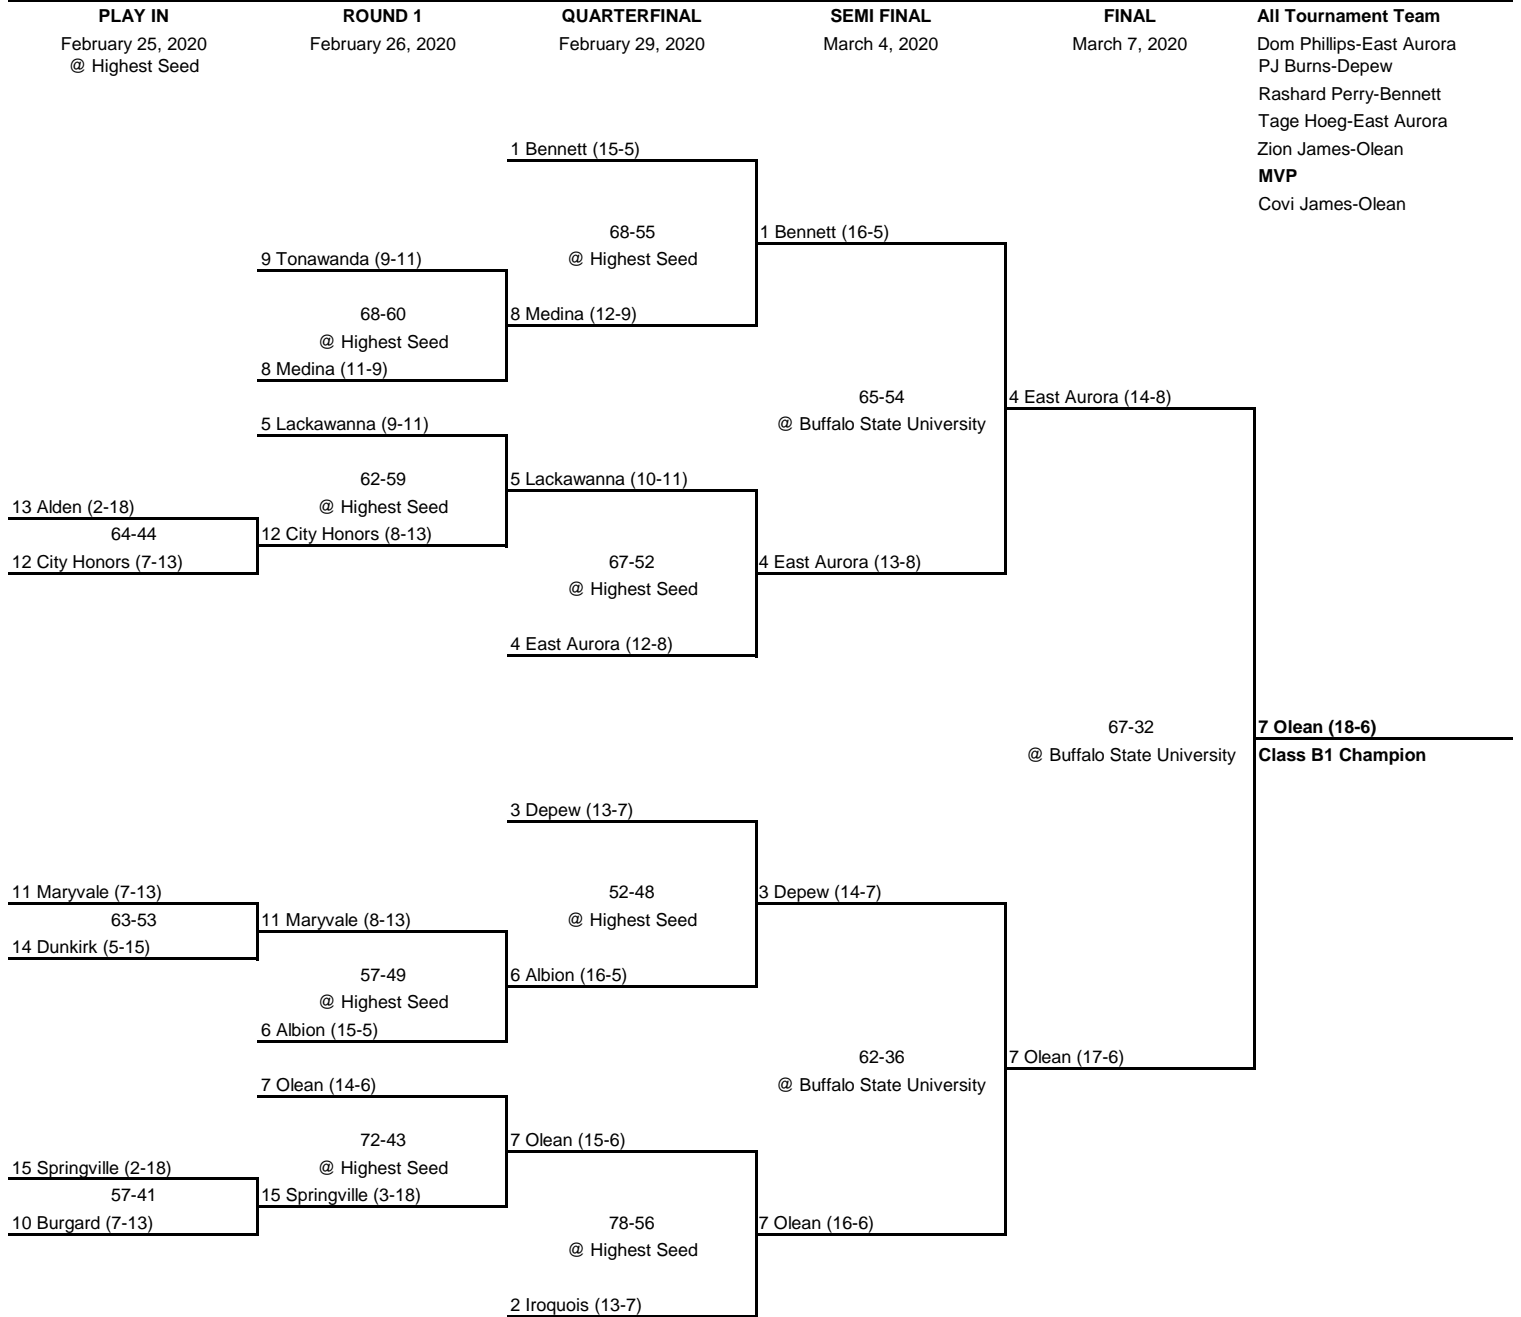 PLAY IN ROUND 1 QUARTERFINAL SEMI FINAL FINAL All Tournament Team
February 25, 2020 February 26, 2020 February 29, 2020 March 4, 2020 March 7, 2020 Dom Phillips-East Aurora
@ Highest Seed PJ Burns-Depew
Rashard Perry-Bennett
Tage Hoeg-East Aurora
1 Bennett (15-5) Zion James-Olean
MVP
Covi James-Olean
68-55 1 Bennett (16-5)
9 Tonawanda (9-11) @ Highest Seed
68-60 8 Medina (12-9)
@ Highest Seed
8 Medina (11-9)
65-54 4 East Aurora (14-8)
5 Lackawanna (9-11) @ Buffalo State University
62-59 5 Lackawanna (10-11)
13 Alden (2-18) @ Highest Seed
64-44 12 City Honors (8-13)
12 City Honors (7-13) 67-52 4 East Aurora (13-8)
@ Highest Seed
4 East Aurora (12-8)
67-32 7 Olean (18-6)
@ Buffalo State University Class B1 Champion
3 Depew (13-7)
11 Maryvale (7-13) 52-48 3 Depew (14-7)
63-53 11 Maryvale (8-13) @ Highest Seed
14 Dunkirk (5-15)
57-49 6 Albion (16-5)
@ Highest Seed
6 Albion (15-5)
62-36 7 Olean (17-6)
7 Olean (14-6) @ Buffalo State University
72-43 7 Olean (15-6)
15 Springville (2-18) @ Highest Seed
57-41 15 Springville (3-18)
10 Burgard (7-13) 78-56 7 Olean (16-6)
@ Highest Seed
2 Iroquois (13-7)